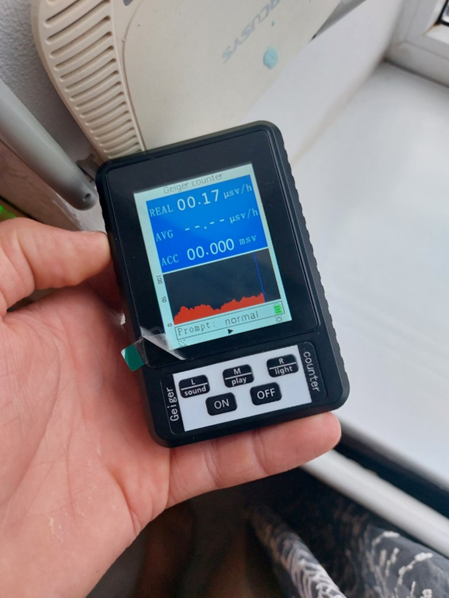 Geiger counter
REAL 00.17 μsv/h
AVG --.-- μsv/h
ACC 00.000 msv
Prompt: normal
L
sound
M
play
R
light
ON
OFF
Geiger
counter